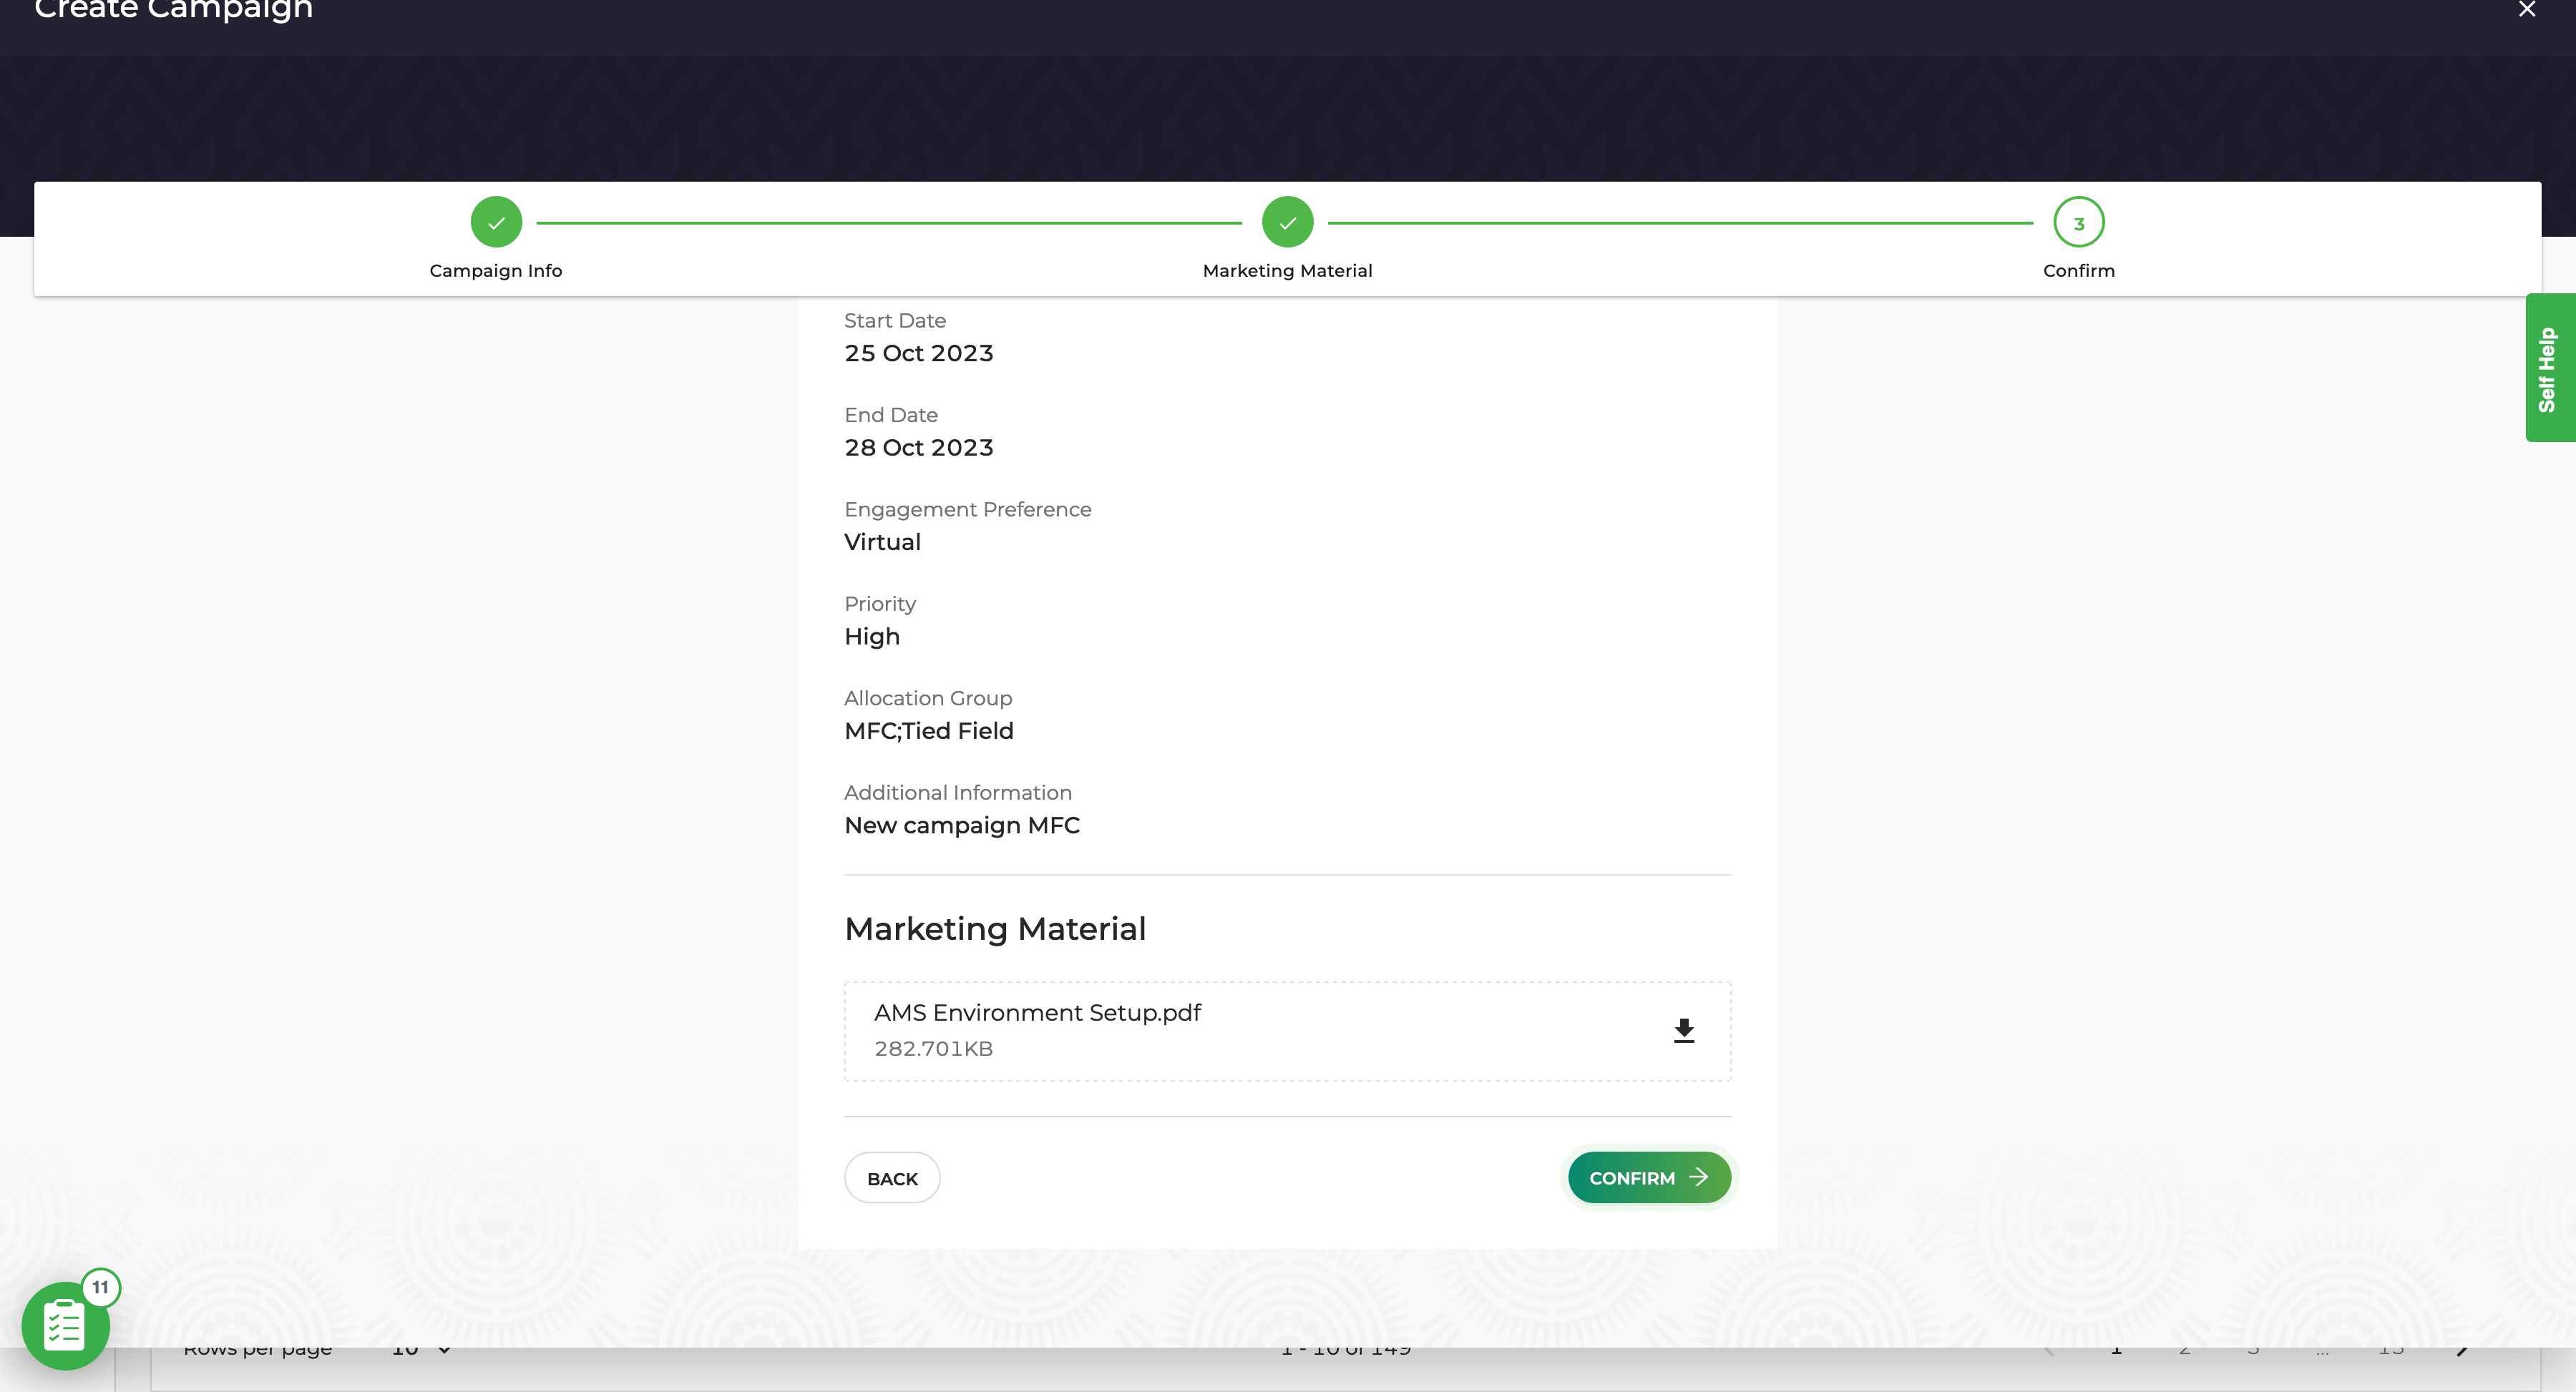 Create Campaign
Campaign Info
Marketing Material
3
Confirm
Self Help
Start Date
25 Oct 2023
End Date
28 Oct 2023
Engagement Preference
Virtual
Priority
High
Allocation Group
MFC;Tied Field
Additional Information
New campaign MFC
Marketing Material
AMS Environment Setup.pdf
282.701KB
BACK
CONFIRM
11
Rows per page 10 1 - 10 of 149 1 2 3 ... 15